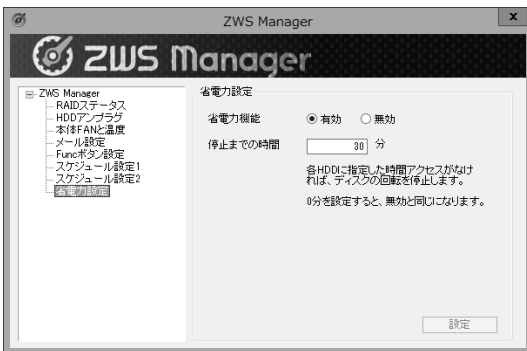 ZWS Manager
x
ZWS Manager
ZWS Manager
RAIDステータス
HDDアンプラグ
本体FANと温度
メール設定
Funcボタン設定
スケジュール設定1
スケジュール設定2
省電力設定
省電力設定
省電力機能 有効 無効
停止までの時間 30 分
各HDDに指定した時間アクセスがなけ
れば、ディスクの回転を停止します。
0分を設定すると、無効と同じになります。
設定